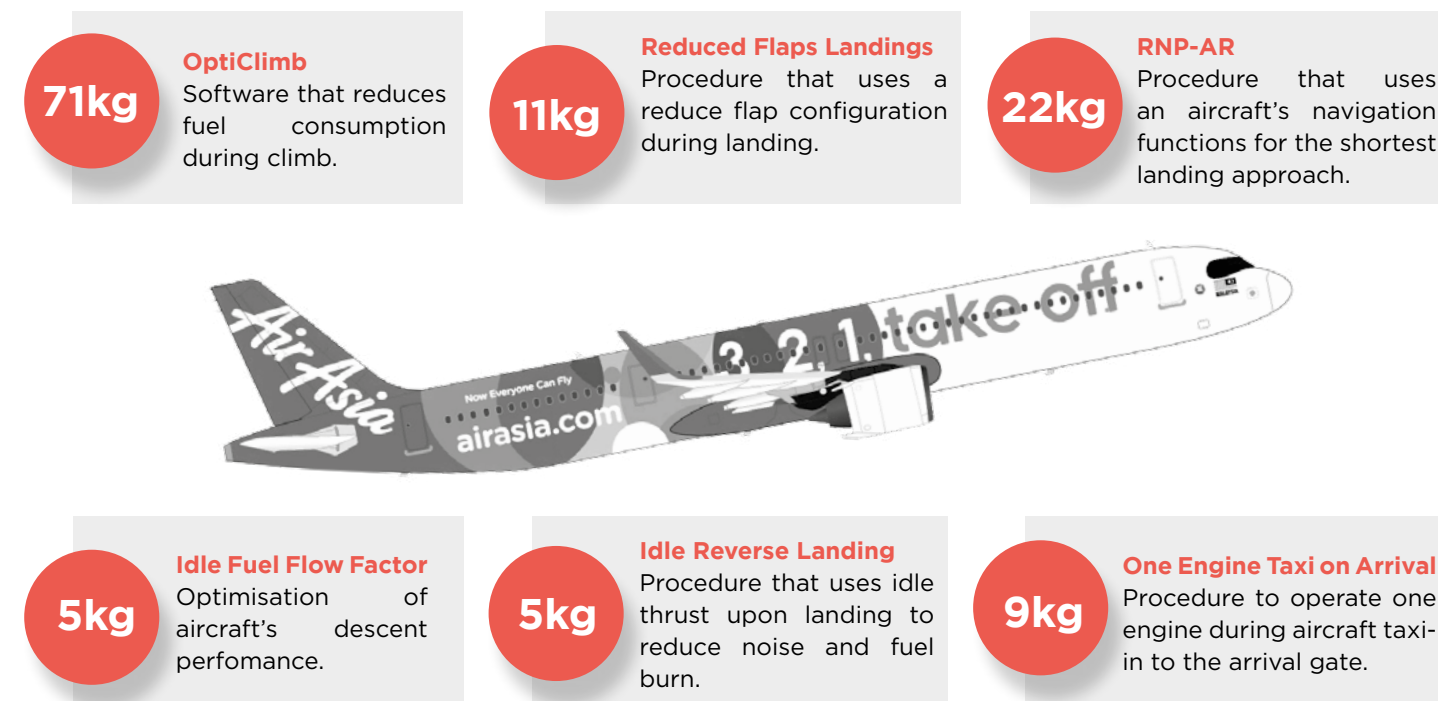 71kg
OptiClimb
Software that reduces
fuel consumption
during climb.
11kg
Reduced Flaps Landings
Procedure that uses a
reduce flap configuration
during landing.
22kg
RNP-AR
Procedure that uses
an aircraft's navigation
functions for the shortest
landing approach.
AirAsia
Now Everyone Can Fly
airasia.com
3, 2, 1, take off
5kg
Idle Fuel Flow Factor
Optimisation of
aircraft's descent
perfomance.
5kg
Idle Reverse Landing
Procedure that uses idle
thrust upon landing to
reduce noise and fuel
burn.
9kg
One Engine Taxi on Arrival
Procedure to operate one
engine during aircraft taxi-
in to the arrival gate.